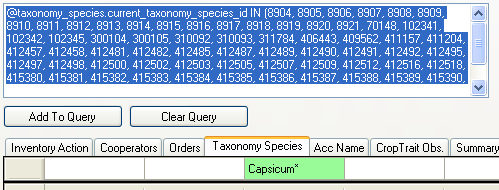 @taxonomy_species.current_taxonomy_species_id IN (8904, 8905, 8906, 8907, 8908, 8909,
8910, 8911, 8912, 8913, 8914, 8915, 8916, 8917, 8918, 8919, 8920, 8921, 70148, 102341,
102342, 102345, 300104, 300105, 310092, 310093, 311784, 406443, 409562, 411157, 411204,
412457, 412458, 412481, 412482, 412485, 412487, 412489, 412490, 412491, 412492, 412495,
412497, 412498, 412500, 412502, 412503, 412505, 412507, 412509, 412512, 412516, 412518,
415380, 415381, 415382, 415383, 415384, 415385, 415386, 415387, 415388, 415389, 415390,
Add To Query Clear Query
Inventory Action Cooperators Orders Taxonomy Species Acc Name CropTrait Obs. Summary
Capsicum*